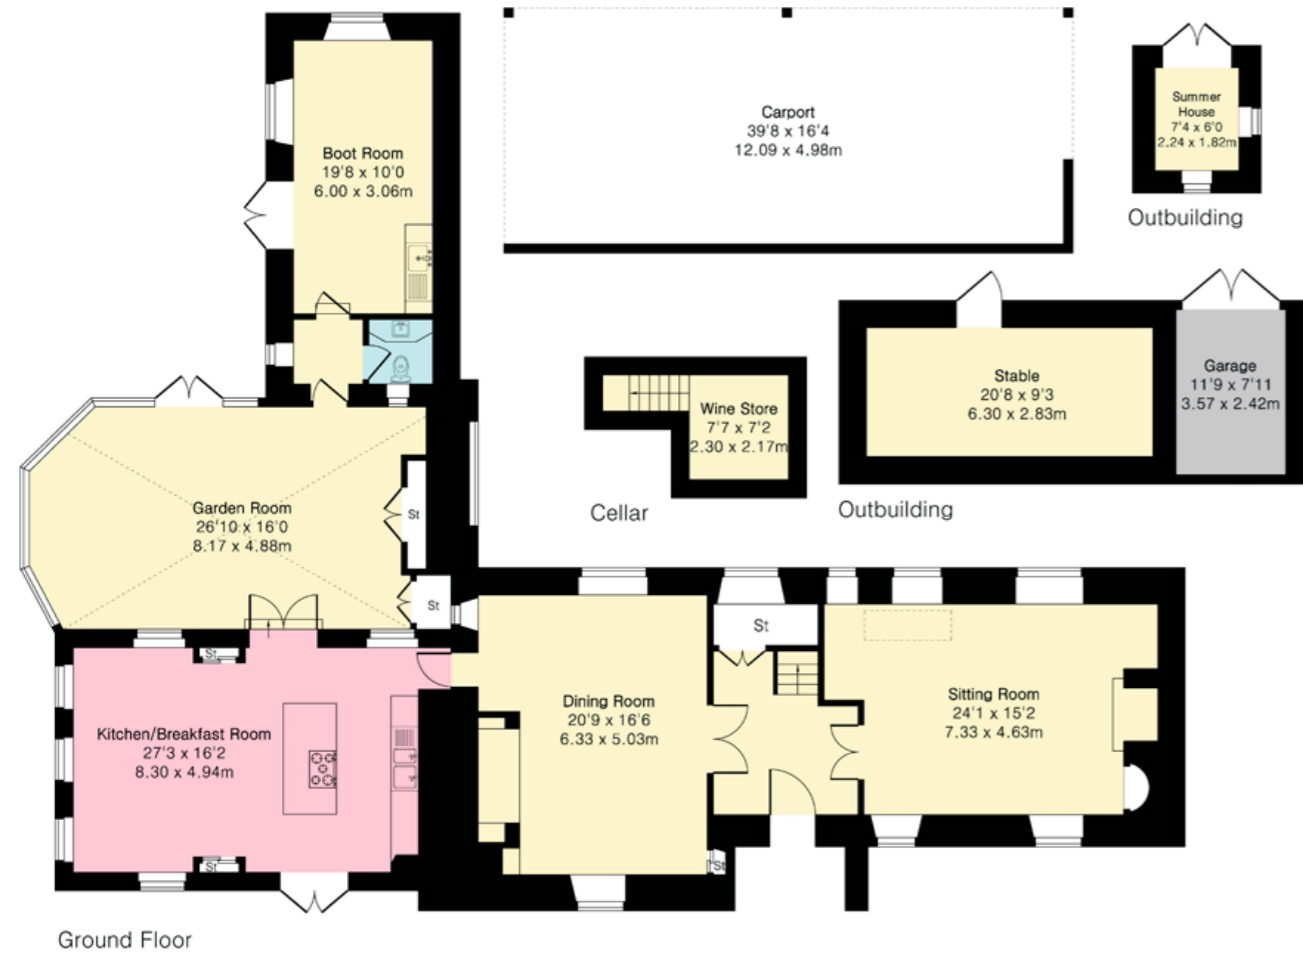 Carport
39'8 x 16'4
12.09 x 4.98m
Summer
House
7'4 x 6'0
2.24 x 1.82m
Outbuilding
Boot Room
19'8 x 10'0
6.00 x 3.06m
Stable
20'8 x 9'3
6.30 x 2.83m
Garage
11'9 x 7'11
3.57 x 2.42m
Outbuilding
Wine Store
7'7 x 7'2
2.30 x 2.17m
Cellar
Garden Room
26'10 x 16'0
8.17 x 4.88m
St
St
St
St
Kitchen/Breakfast Room
27'3 x 16'2
8.30 x 4.94m
St
Dining Room
20'9 x 16'6
6.33 x 5.03m
St
Sitting Room
24'1 x 15'2
7.33 x 4.63m
Ground Floor